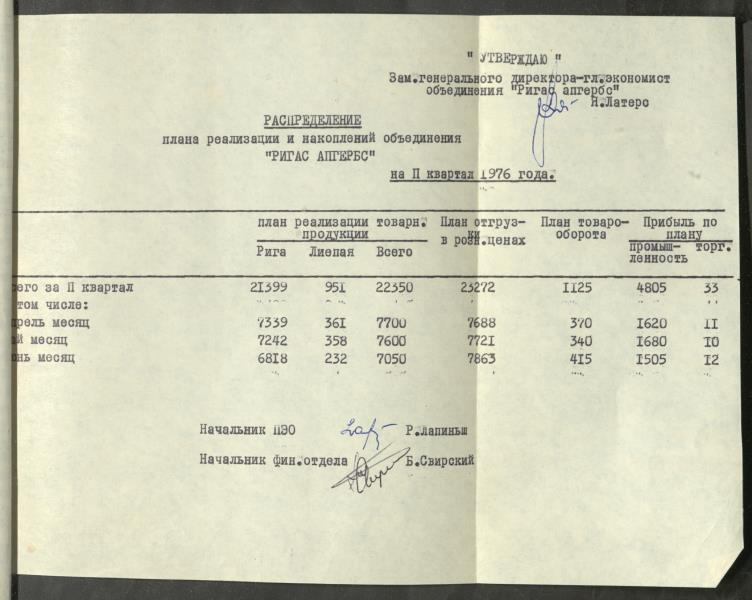 " УТВЕРЖДАЮ "
Зам.генерального директора-гл.экономист
объединения "Ригас апгербс"
Я.Латерс
РАСПРЕДЕЛЕНИЕ
плана реализации и накоплений объединения
"РИГАС АПГЕРБС"
на П квартал 1976 года.
план реализации товарн. План отгруз- План товаро- Прибыль по
продукции ки оборота плану
в розн.ценах промыш- торг.
Рига Лиепая Всего ленность
сего за П квартал 21399 951 22350 23272 1125 4805 33
том числе:
рель месяц 7339 361 7700 7688 370 1620 11
й месяц 7242 358 7600 7721 340 1680 10
нь месяц 6818 232 7050 7863 415 1505 12
Начальник ПЭО Р.Лапиньш
Начальник фин.отдела Б.Свирский